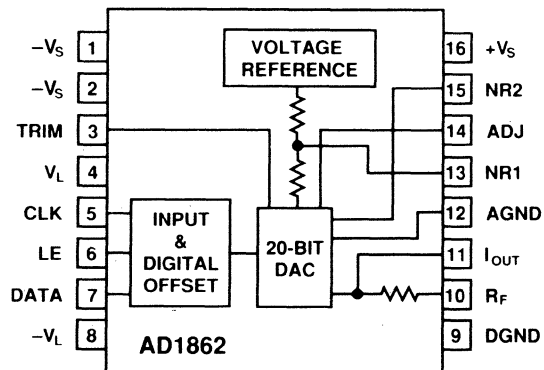 −VS 1
−VS 2
TRIM 3
VL 4
CLK 5
LE 6
DATA 7
−VL 8
VOLTAGE
REFERENCE
INPUT
&
DIGITAL
OFFSET
20-BIT
DAC
AD1862
16 +VS
15 NR2
14 ADJ
13 NR1
12 AGND
11 IOUT
10 RF
9 DGND